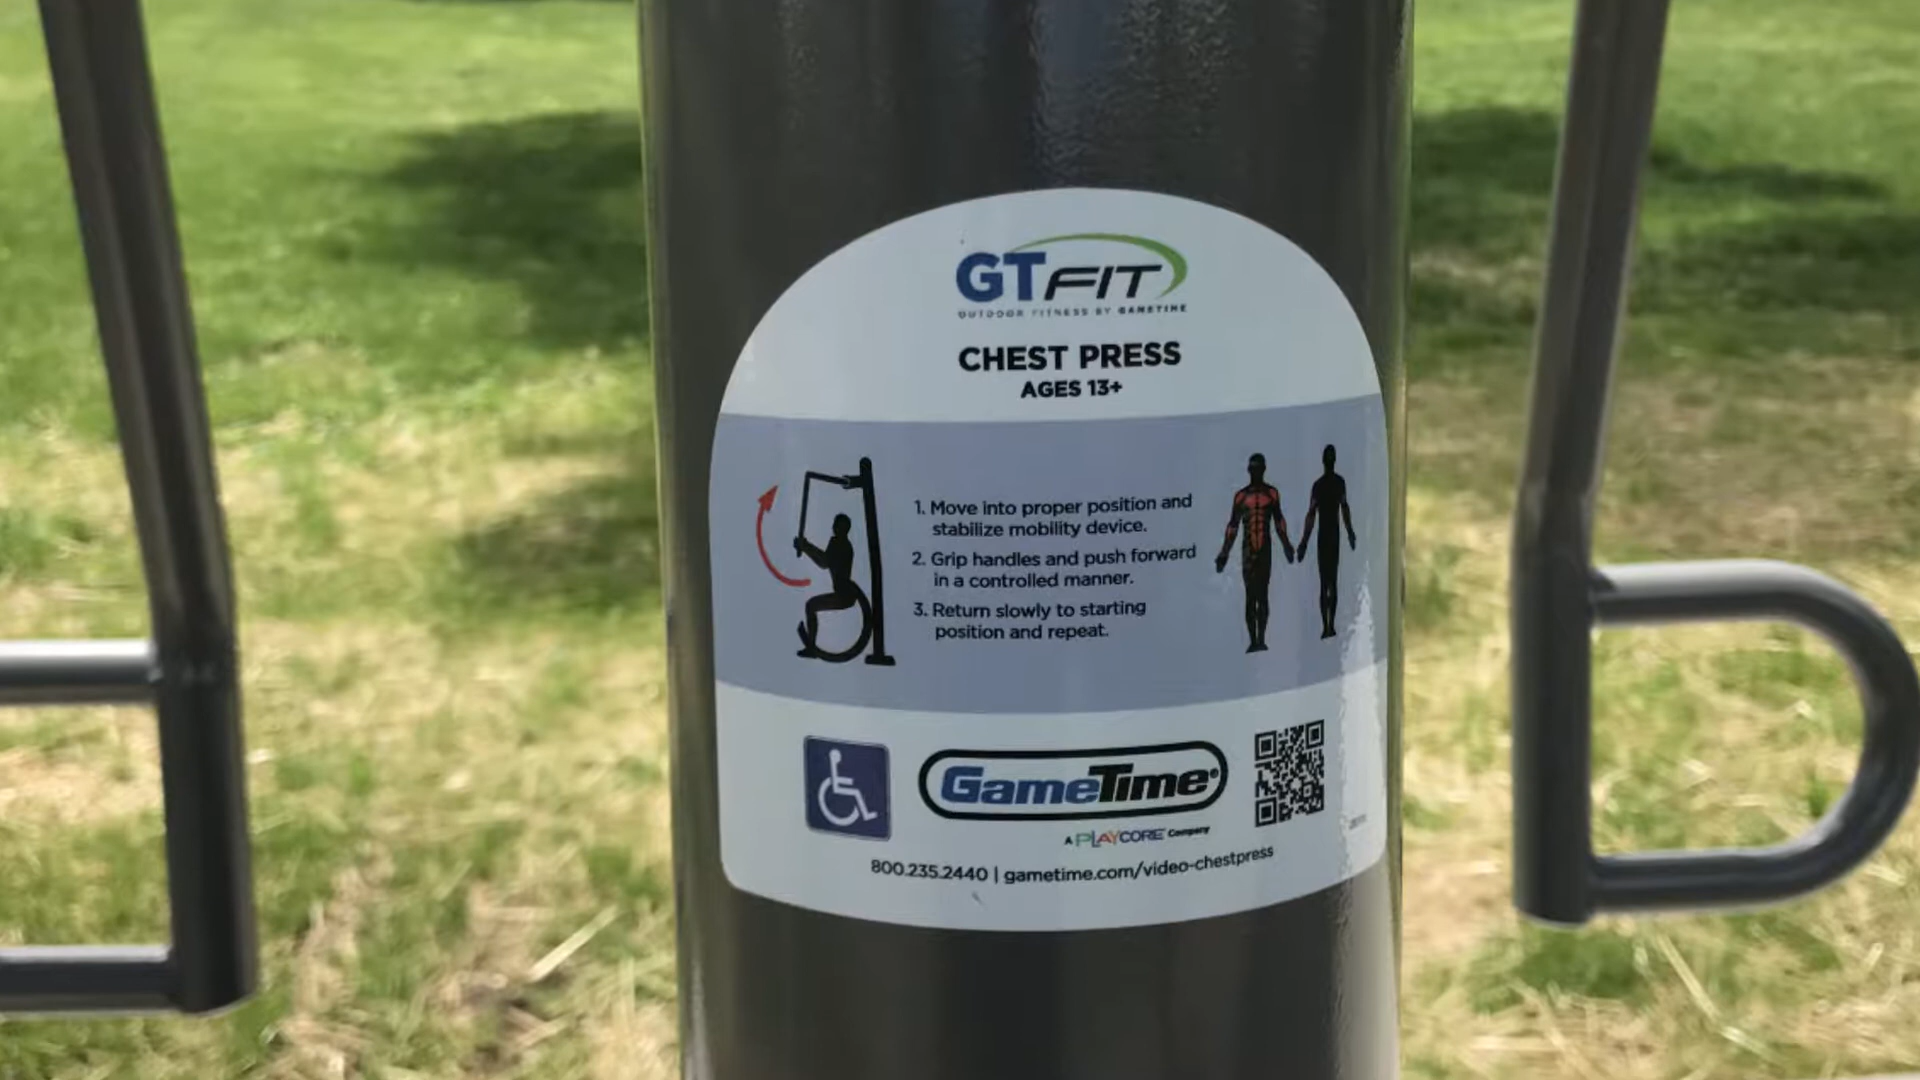 GTFIT
OUTDOOR FITNESS BY GAMETIME
CHEST PRESS
AGES 13+
1. Move into proper position and
stabilize mobility device.
2. Grip handles and push forward
in a controlled manner.
3. Return slowly to starting
position and repeat.
GameTime®
A PLAYCORE Company
800.235.2440 | gametime.com/video-chestpress